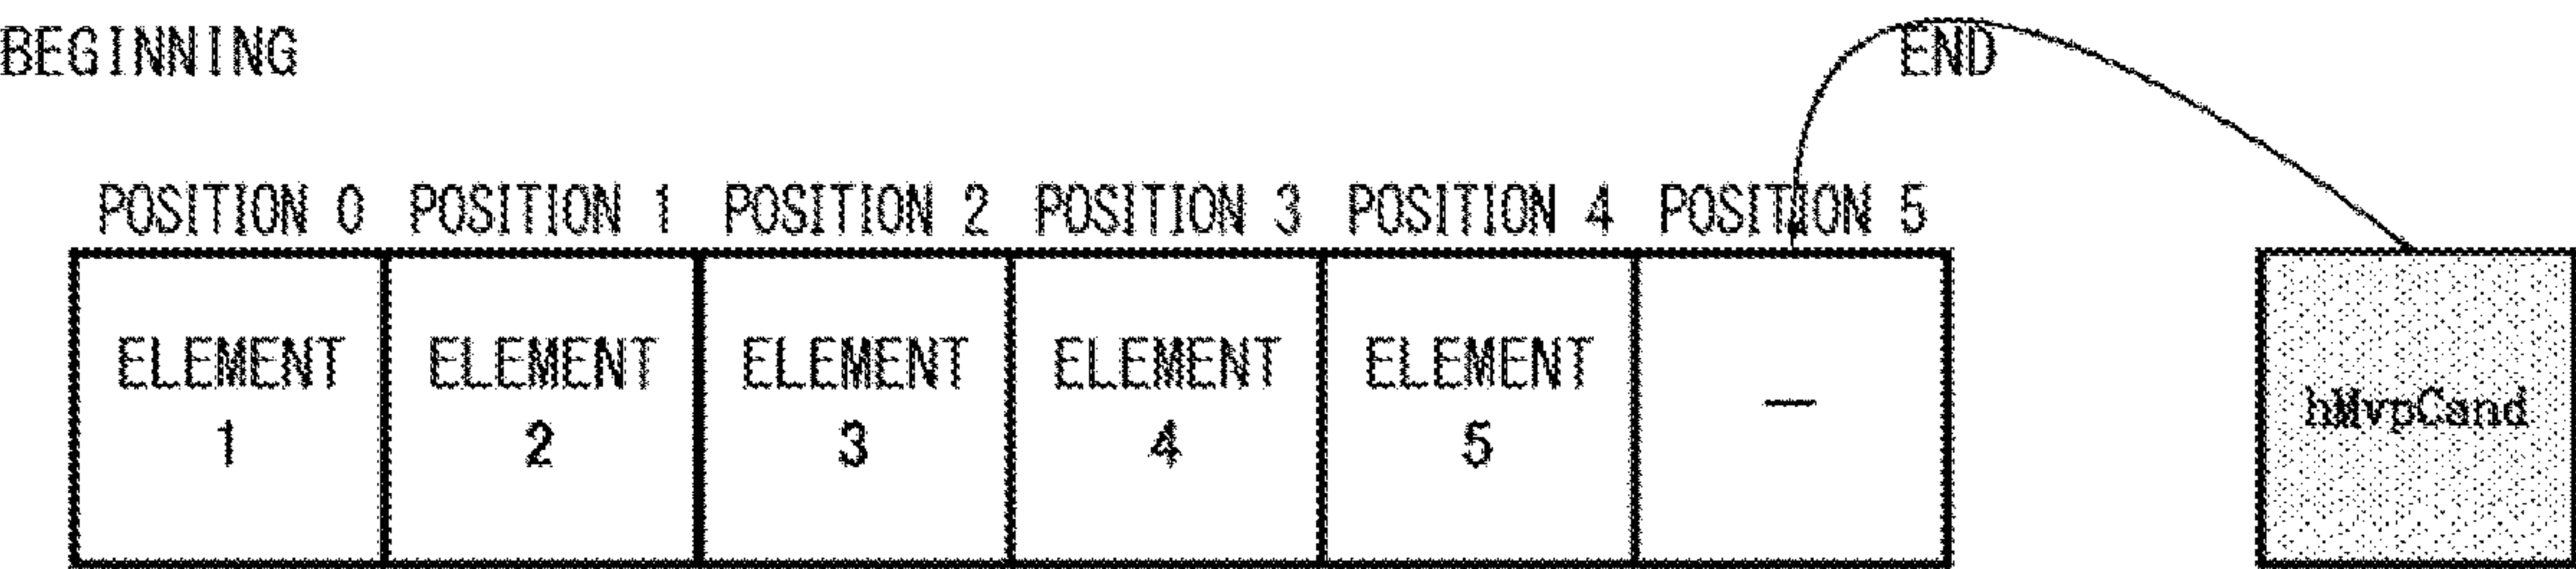 BEGINNING END
POSITION 0 POSITION 1 POSITION 2 POSITION 3 POSITION 4 POSITION 5
ELEMENT 1 ELEMENT 2 ELEMENT 3 ELEMENT 4 ELEMENT 5 — hMvpCand